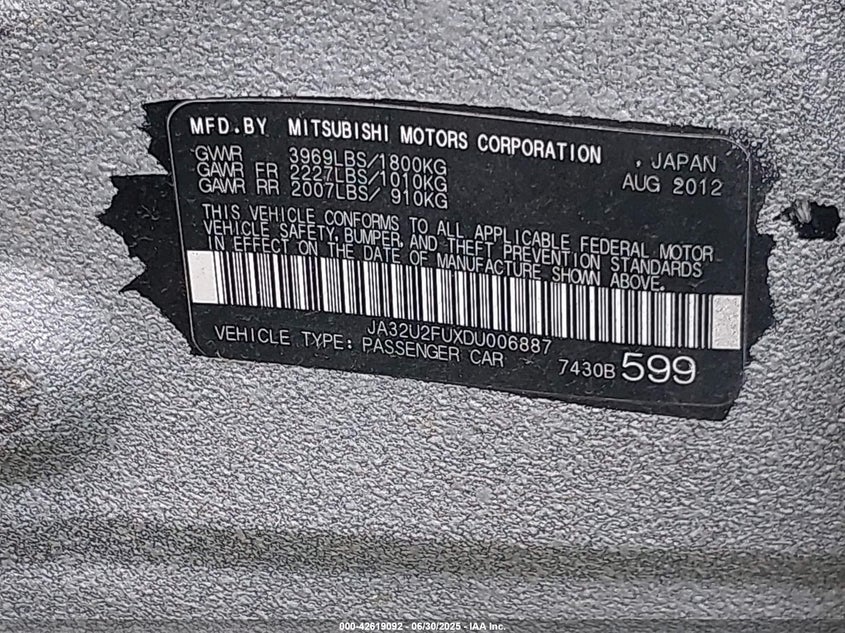 MFD.BY MITSUBISHI MOTORS CORPORATION , JAPAN
GVWR 3969LBS/1800KG AUG 2012
GAWR FR 2227LBS/1010KG
GAWR RR 2007LBS/ 910KG
THIS VEHICLE CONFORMS TO ALL APPLICABLE FEDERAL MOTOR
VEHICLE SAFETY, BUMPER, AND THEFT PREVENTION STANDARDS
IN EFFECT ON THE DATE OF MANUFACTURE SHOWN ABOVE.
JA32U2FUXDU006887
VEHICLE TYPE: PASSENGER CAR 7430B 599
000-42619092 - 06/30/2025 - IAA Inc.